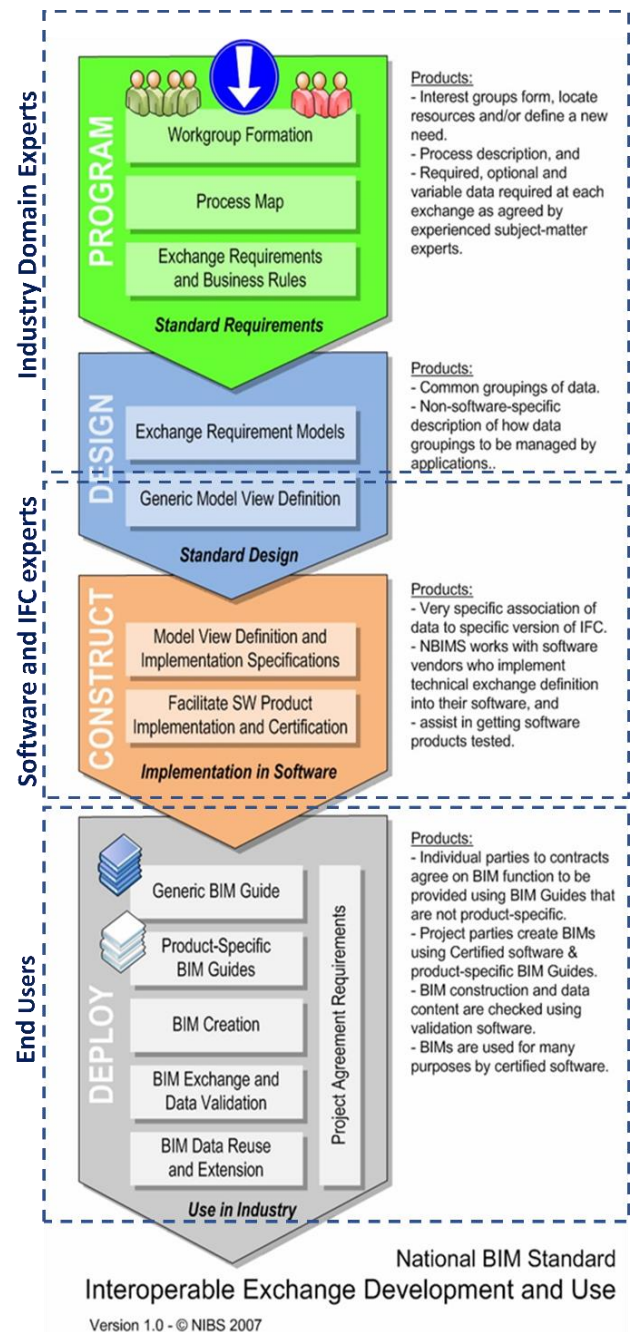 Industry Domain Experts
PROGRAM
Workgroup Formation
Process Map
Exchange Requirements
and Business Rules
Standard Requirements
Products:
- Interest groups form, locate
resources and/or define a new
need.
- Process description, and
- Required, optional and
variable data required at each
exchange as agreed by
experienced subject-matter
experts.
DESIGN
Exchange Requirement Models
Generic Model View Definition
Standard Design
Products:
- Common groupings of data.
- Non-software-specific
description of how data
groupings to be managed by
applications..
Software and IFC experts
CONSTRUCT
Model View Definition and
Implementation Specifications
Facilitate SW Product
Implementation and Certification
Implementation in Software
Products:
- Very specific association of
data to specific version of IFC.
- NBIMS works with software
vendors who implement
technical exchange definition
into their software, and
- assist in getting software
products tested.
End Users
DEPLOY
Generic BIM Guide
Product-Specific
BIM Guides
BIM Creation
BIM Exchange and
Data Validation
BIM Data Reuse
and Extension
Project Agreement Requirements
Use in Industry
Products:
- Individual parties to contracts
agree on BIM function to be
provided using BIM Guides that
are not product-specific.
- Project parties create BIMs
using Certified software &
product-specific BIM Guides.
- BIM construction and data
content are checked using
validation software.
- BIMs are used for many
purposes by certified software.
National BIM Standard
Interoperable Exchange Development and Use
Version 1.0 - © NIBS 2007